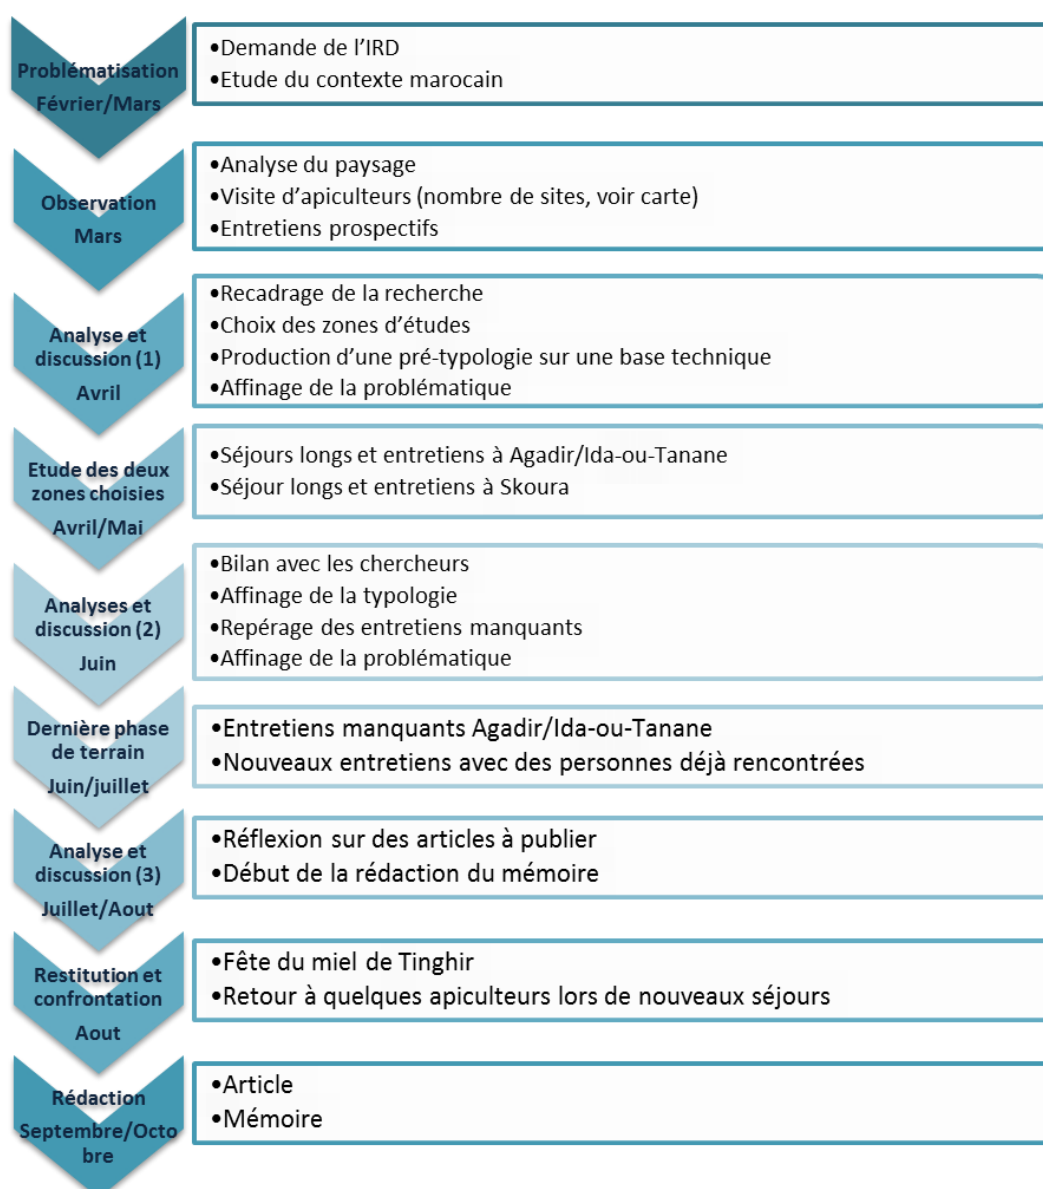 Problématisation
Février/Mars
•Demande de l’IRD
•Etude du contexte marocain
Observation
Mars
•Analyse du paysage
•Visite d’apiculteurs (nombre de sites, voir carte)
•Entretiens prospectifs
Analyse et
discussion (1)
Avril
•Recadrage de la recherche
•Choix des zones d’études
•Production d’une pré-typologie sur une base technique
•Affinage de la problématique
Etude des deux
zones choisies
Avril/Mai
•Séjours longs et entretiens à Agadir/Ida-ou-Tanane
•Séjour longs et entretiens à Skoura
Analyses et
discussion (2)
Juin
•Bilan avec les chercheurs
•Affinage de la typologie
•Repérage des entretiens manquants
•Affinage de la problématique
Dernière phase
de terrain
Juin/juillet
•Entretiens manquants Agadir/Ida-ou-Tanane
•Nouveaux entretiens avec des personnes déjà rencontrées
Analyse et
discussion (3)
Juillet/Aout
•Réflexion sur des articles à publier
•Début de la rédaction du mémoire
Restitution et
confrontation
Aout
•Fête du miel de Tinghir
•Retour à quelques apiculteurs lors de nouveaux séjours
Rédaction
Septembre/Octo
bre
•Article
•Mémoire